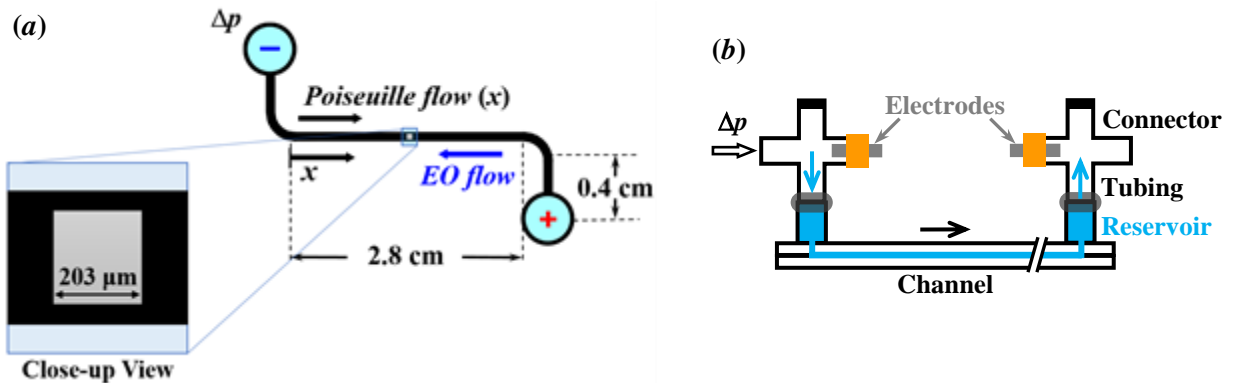 (a)
Δp
−
Poiseuille flow (x)
x
EO flow
0.4 cm
+
2.8 cm
203 μm
Close-up View
(b)
Electrodes
Δp
Connector
Tubing
Reservoir
Channel